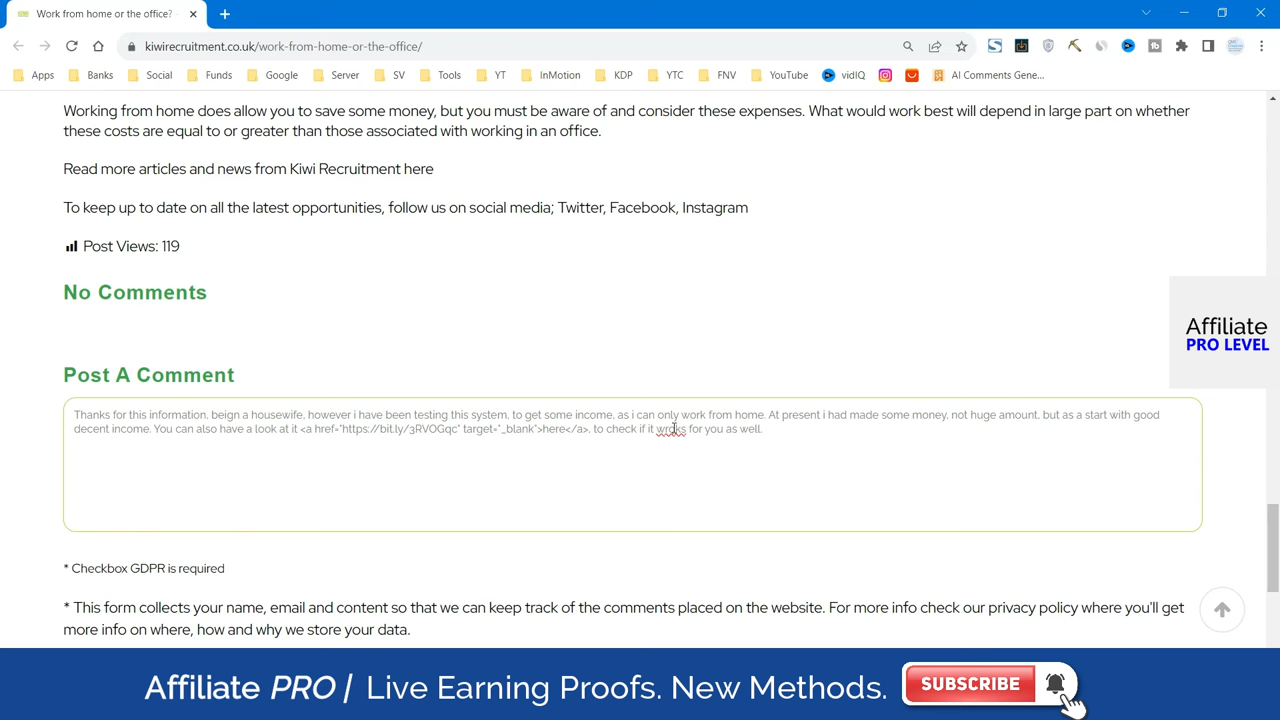 Work from home or the office?
kiwirecruitment.co.uk/work-from-home-or-the-office/
Apps Banks Social Funds Google Server SV Tools YT InMotion KDP YTC FNV YouTube vidIQ AI Comments Gene...
Working from home does allow you to save some money, but you must be aware of and consider these expenses. What would work best will depend in large part on whether
these costs are equal to or greater than those associated with working in an office.
Read more articles and news from Kiwi Recruitment here
To keep up to date on all the latest opportunities, follow us on social media; Twitter, Facebook, Instagram
Post Views: 119
No Comments
Affiliate
PRO LEVEL
Post A Comment
Thanks for this information, beign a housewife, however i have been testing this system, to get some income, as i can only work from home. At present i had made some money, not huge amount, but as a start with good
decent income. You can also have a look at it <a href="https://bit.ly/3RVOGqc" target="_blank">here</a>, to check if it wroks for you as well.
* Checkbox GDPR is required
* This form collects your name, email and content so that we can keep track of the comments placed on the website. For more info check our privacy policy where you'll get
more info on where, how and why we store your data.
Affiliate PRO | Live Earning Proofs. New Methods. SUBSCRIBE